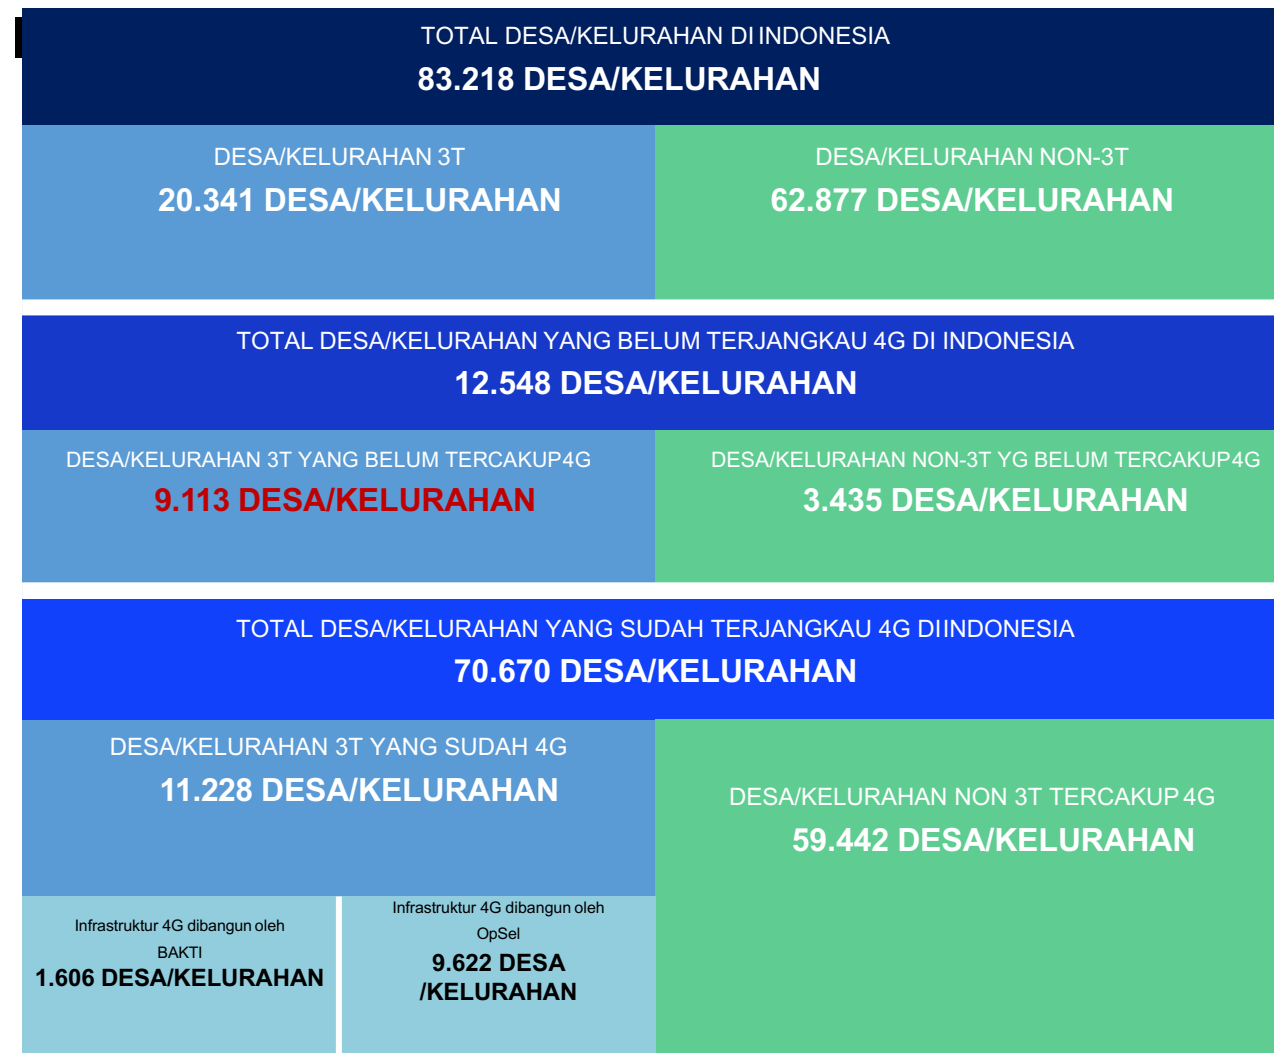 TOTAL DESA/KELURAHAN DI INDONESIA
83.218 DESA/KELURAHAN
DESA/KELURAHAN 3T
20.341 DESA/KELURAHAN
DESA/KELURAHAN NON-3T
62.877 DESA/KELURAHAN
TOTAL DESA/KELURAHAN YANG BELUM TERJANGKAU 4G DI INDONESIA
12.548 DESA/KELURAHAN
DESA/KELURAHAN 3T YANG BELUM TERCAKUP4G
9.113 DESA/KELURAHAN
DESA/KELURAHAN NON-3T YG BELUM TERCAKUP4G
3.435 DESA/KELURAHAN
TOTAL DESA/KELURAHAN YANG SUDAH TERJANGKAU 4G DIINDONESIA
70.670 DESA/KELURAHAN
DESA/KELURAHAN 3T YANG SUDAH 4G
11.228 DESA/KELURAHAN
DESA/KELURAHAN NON 3T TERCAKUP 4G
59.442 DESA/KELURAHAN
Infrastruktur 4G dibangun oleh
BAKTI
1.606 DESA/KELURAHAN
Infrastruktur 4G dibangun oleh
OpSel
9.622 DESA
/KELURAHAN